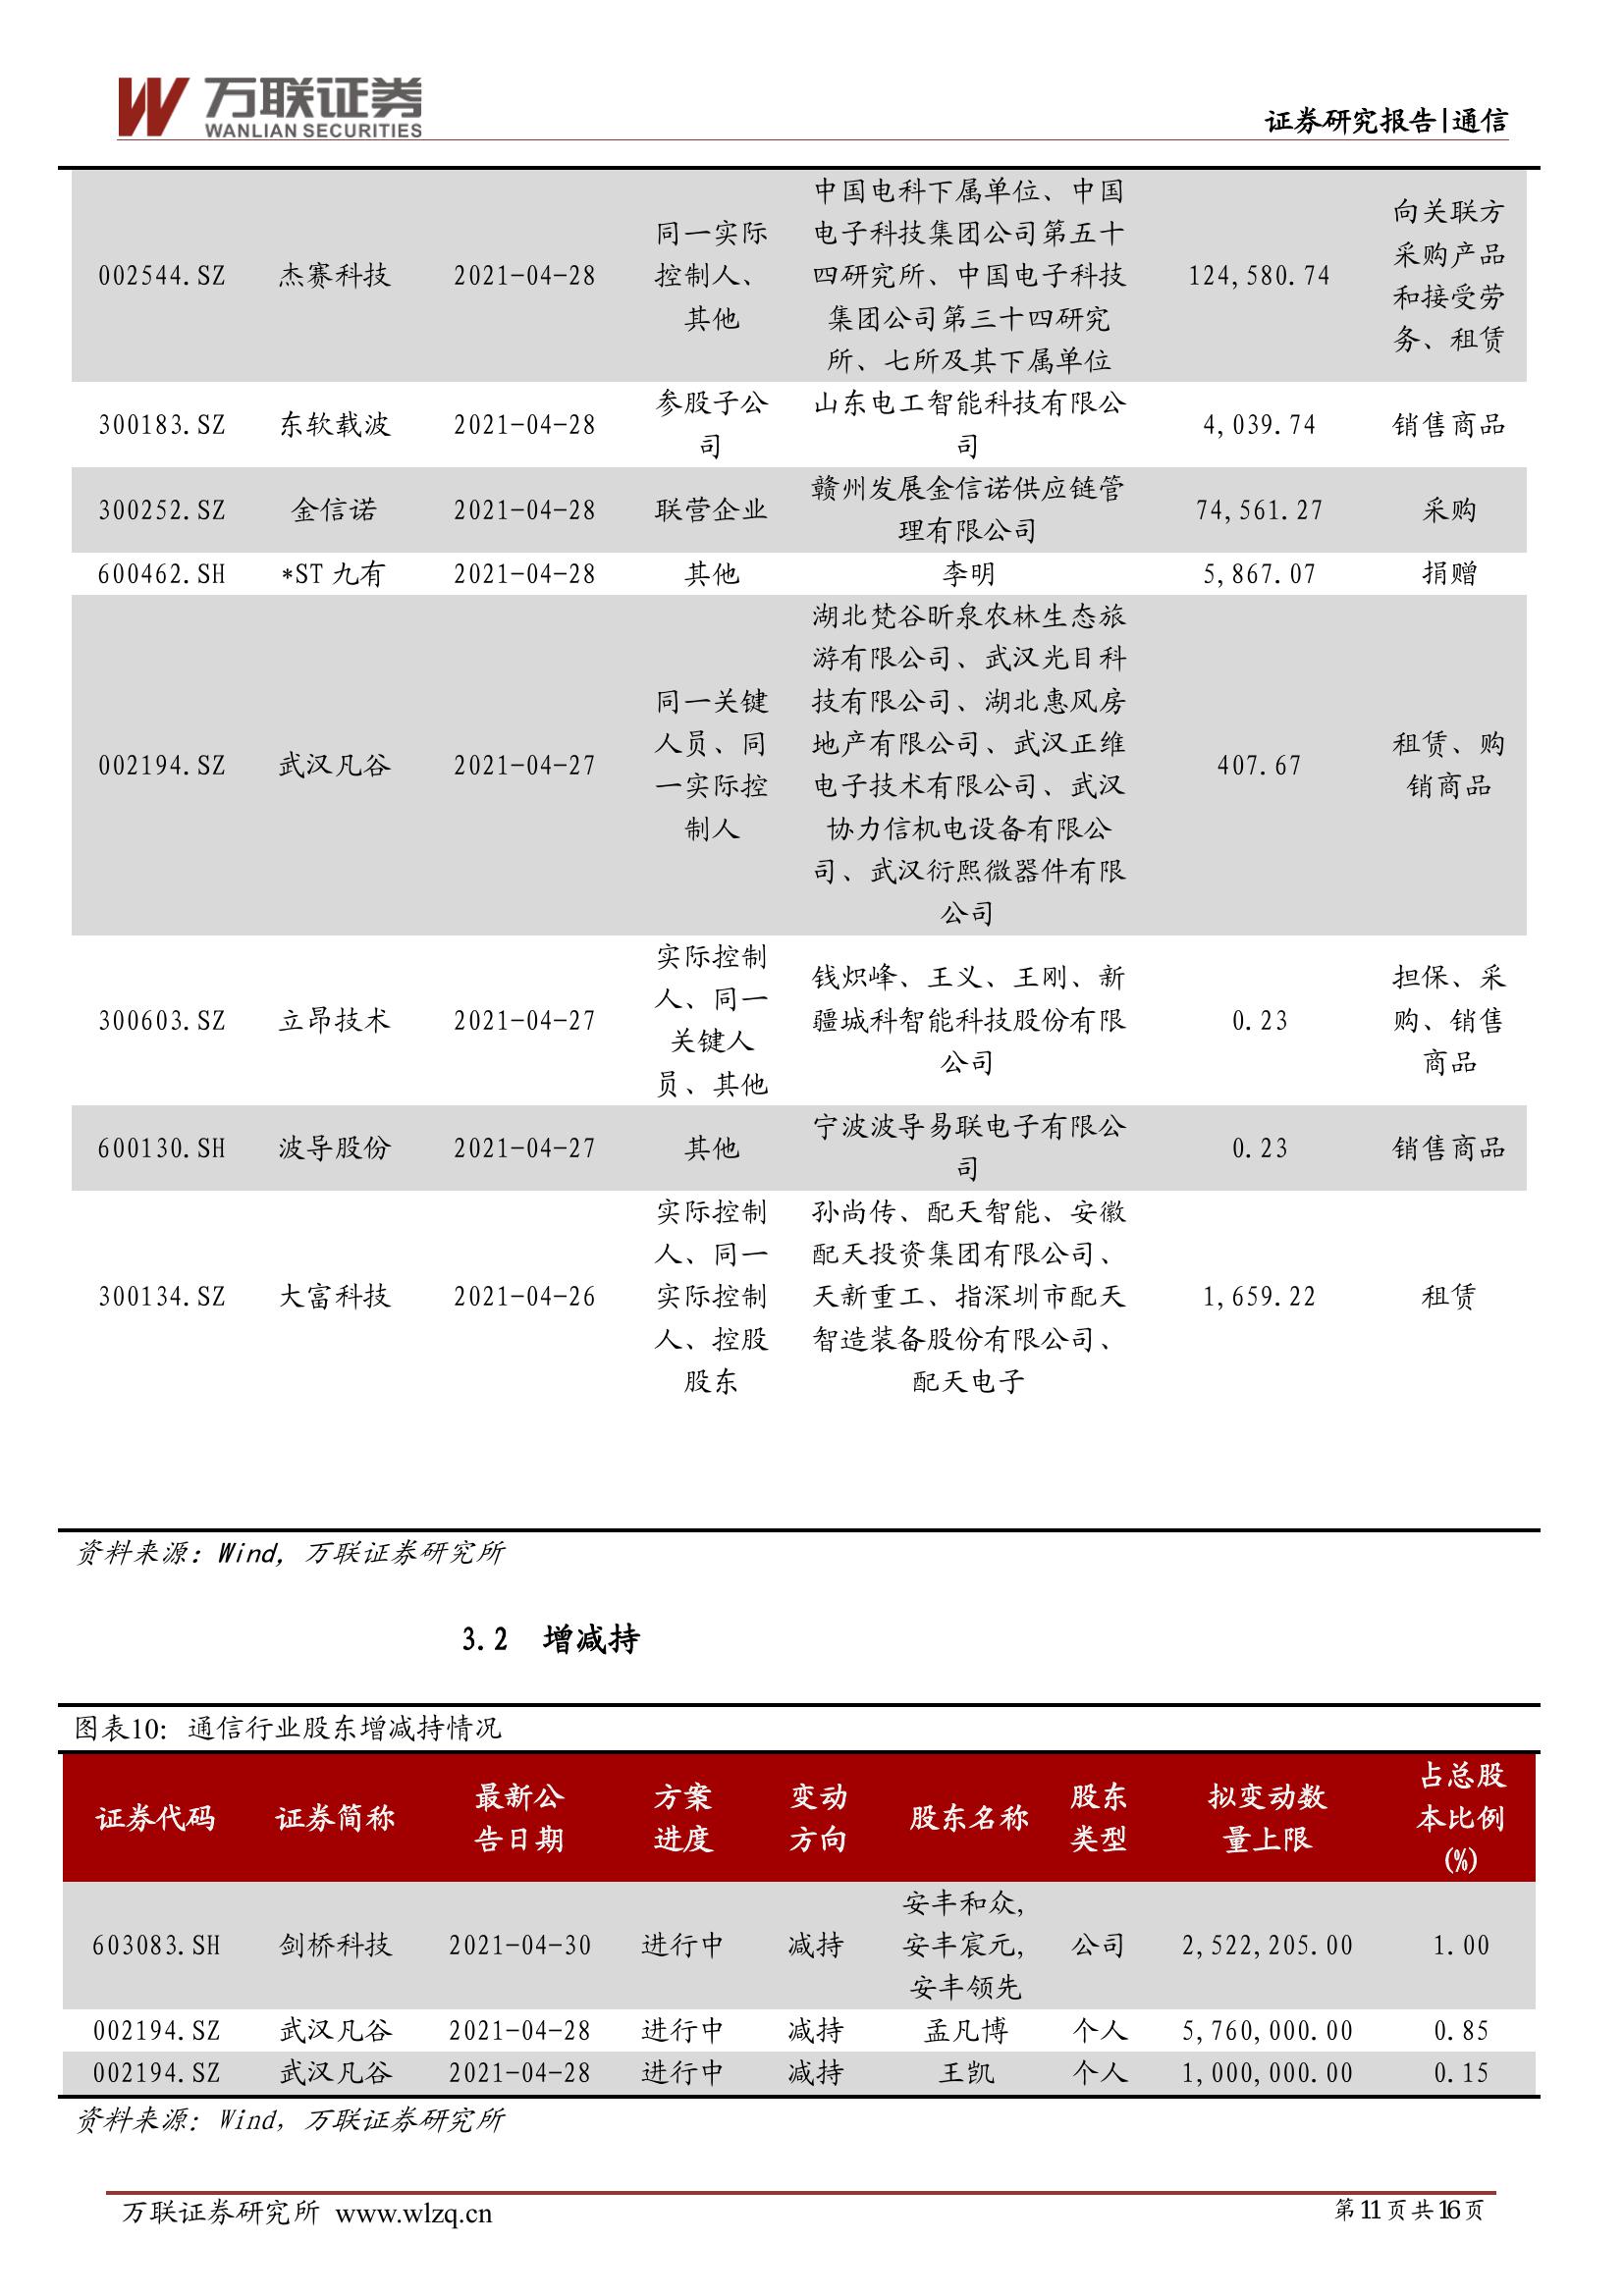 万联证券
WANLIAN SECURITIES
证券研究报告|通信
中国电科下属单位、中国
电子科技集团公司第五十
四研究所、中国电子科技
集团公司第三十四研究
所、七所及其下属单位
同一实际
控制人、
其他
向关联方
采购产品
和接受劳
务、租赁
002544.SZ 杰赛科技 2021-04-28 124,580.74
300183.SZ 东软载波 2021-04-28 参股子公 山东电工智能科技有限公 4,039.74 销售商品
司 司
300252.SZ 金信诺 2021-04-28 联营企业 赣州发展金信诺供应链管 74,561.27 采购
理有限公司
600462.SH *ST 九有 2021-04-28 其他 李明 5,867.07 捐赠
湖北梵谷昕泉农林生态旅
游有限公司、武汉光目科
技有限公司、湖北惠风房
地产有限公司、武汉正维
电子技术有限公司、武汉
协力信机电设备有限公
司、武汉衍熙微器件有限
公司
同一关键
人员、同
一实际控
制人
002194.SZ 武汉凡谷 2021-04-27 407.67 租赁、购
销商品
实际控制
人、同一
关键人
员、其他
钱炽峰、王义、王刚、新
疆城科智能科技股份有限
公司
300603.SZ 立昂技术 2021-04-27 0.23
担保、采
购、销售
商品
600130.SH 波导股份 2021-04-27 其他 宁波波导易联电子有限公 0.23 销售商品
司
实际控制
人、同一
实际控制
人、控股
股东
孙尚传、配天智能、安徽
配天投资集团有限公司、
天新重工、指深圳市配天
智造装备股份有限公司、
配天电子
300134.SZ 大富科技 2021-04-26 1,659.22 租赁
资料来源：Wind，万联证券研究所
3.2 增减持
图表10：通信行业股东增减持情况
证券代码 证券简称 最新公 方案 变动 股东名称 股东 拟变动数 占总股
告日期 进度 方向 类型 量上限 本比例
(%)
安丰和众,
603083.SH 剑桥科技 2021-04-30 进行中 减持 安丰宸元, 公司 2,522,205.00 1.00
安丰领先
002194.SZ 武汉凡谷 2021-04-28 进行中 减持 孟凡博 个人 5,760,000.00 0.85
002194.SZ 武汉凡谷 2021-04-28 进行中 减持 王凯 个人 1,000,000.00 0.15
资料来源：Wind，万联证券研究所
万联证券研究所 www.wlzq.cn 第 11 页 共 16 页